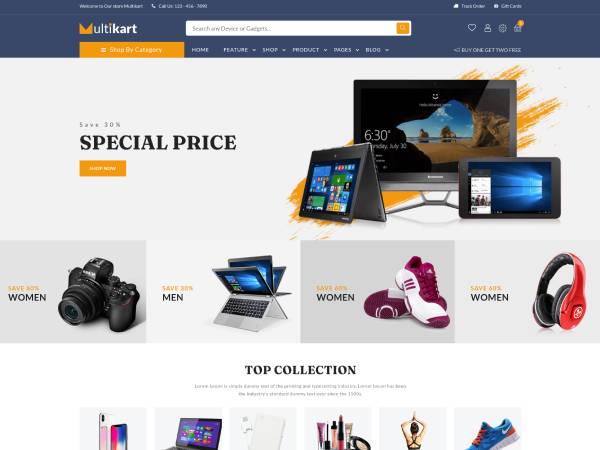 Welcome to Our store Multikart
Call Us: 123 - 456 - 7890
Track Order
Gift Cards
Multikart
Search any Device or Gadgets...
Shop By Category
HOME
FEATURE
SHOP
PRODUCT
PAGES
BLOG
BUY ONE GET TWO FREE
Save 30%
SPECIAL PRICE
SHOP NOW
6:30
Thursday, July 30
SAVE 60%
WOMEN
SAVE 30%
MEN
SAVE 60%
WOMEN
SAVE 60%
WOMEN
TOP COLLECTION
Lorem Ipsum is simply dummy text of the printing and typesetting industry. Lorem Ipsum has been
the industry's standard dummy text ever since the 1500s.